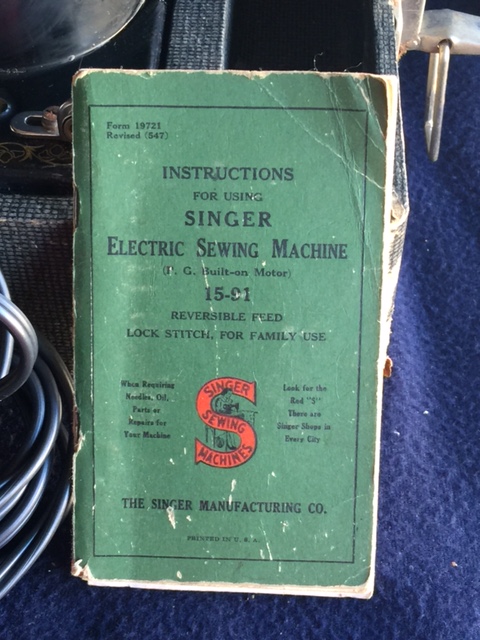 Form 19721
Revised (547)
INSTRUCTIONS
FOR USING
SINGER
ELECTRIC SEWING MACHINE
(P. G. Built-on Motor)
15-91
REVERSIBLE FEED
LOCK STITCH, FOR FAMILY USE
When Requiring
Needles, Oil,
Parts or
Repairs for
Your Machine
SINGER
SEWING
MACHINES
Look for the
Red "S"
There are
Singer Shops in
Every City
THE SINGER MANUFACTURING CO.
PRINTED IN U. S. A.